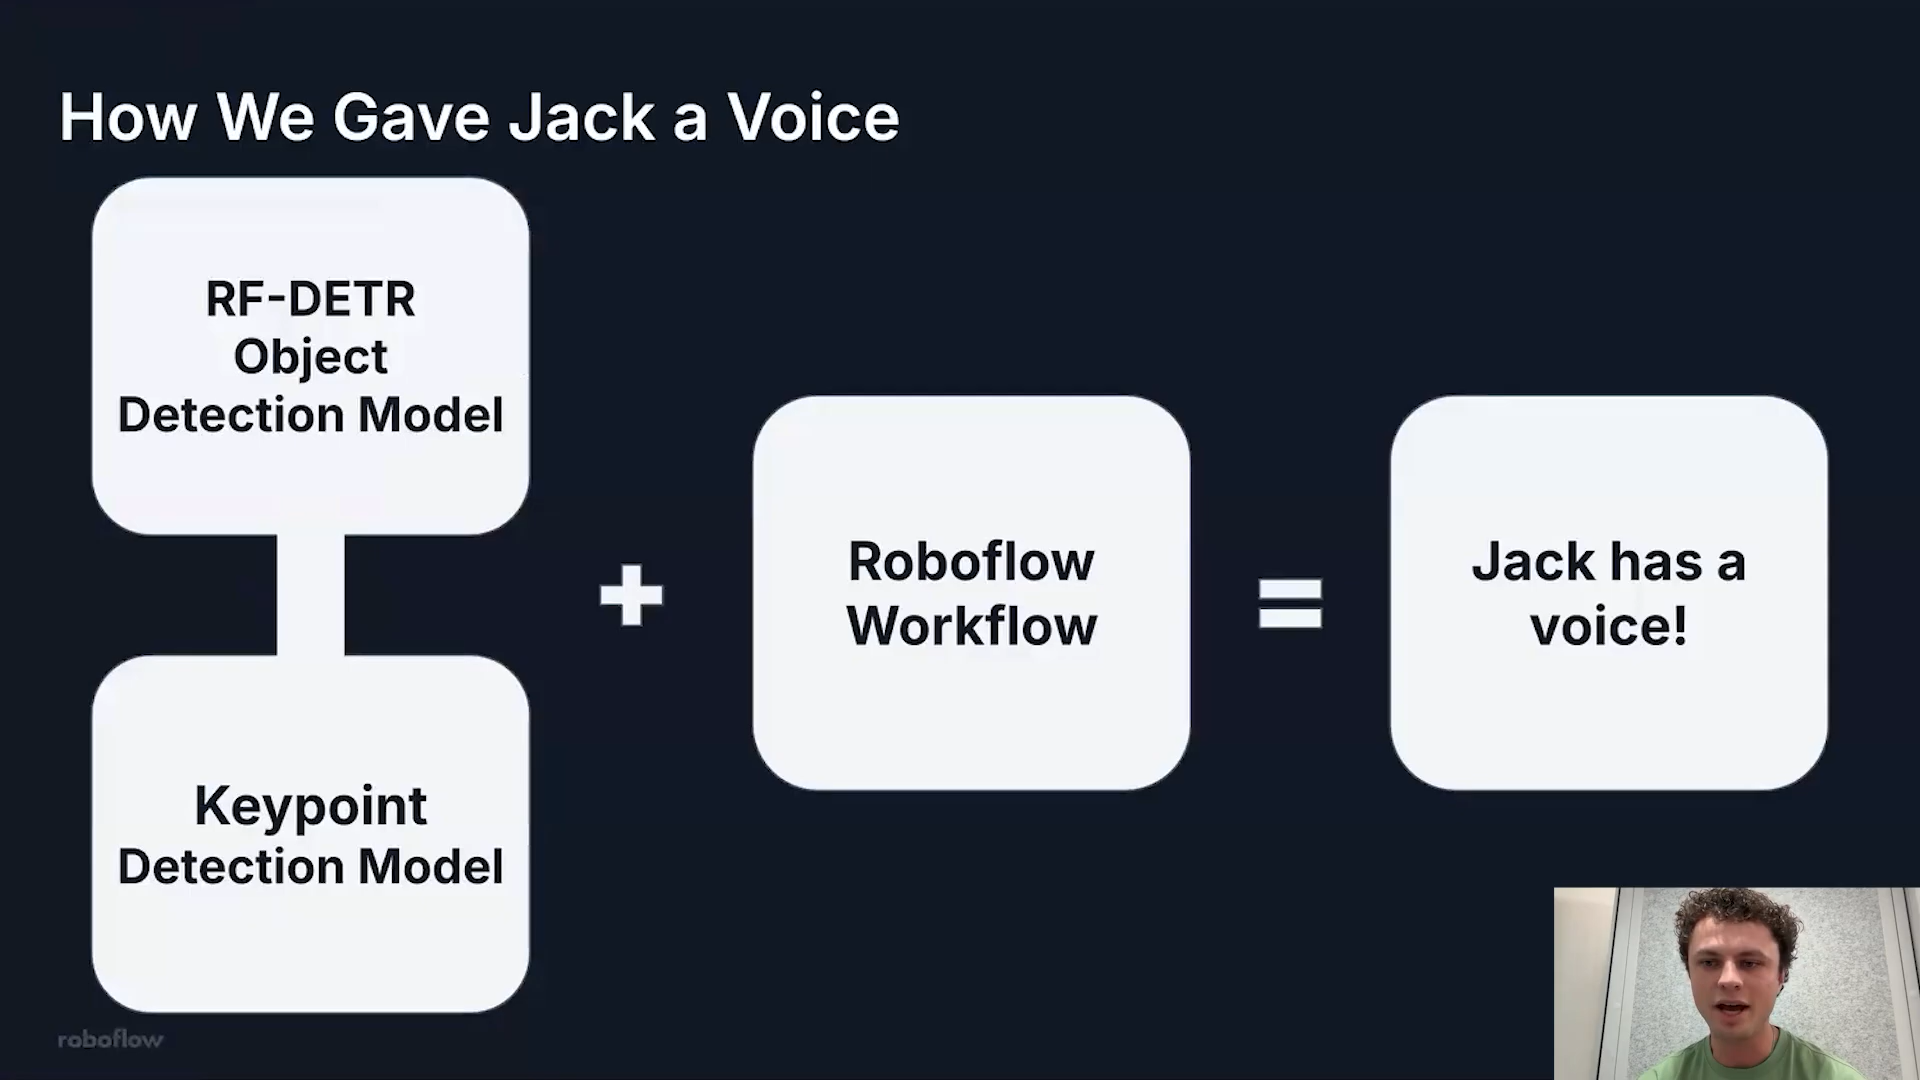 How We Gave Jack a Voice
RF-DETR
Object
Detection Model
Keypoint
Detection Model
+
Roboflow
Workflow
=
Jack has a
voice!
roboflow